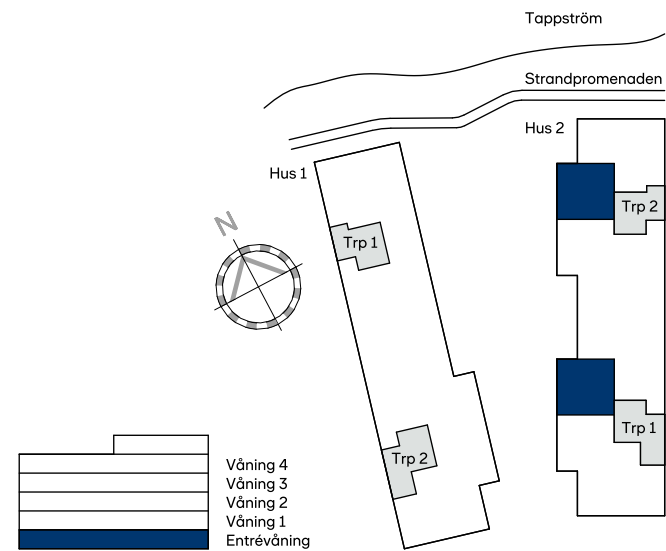 Tappström
Strandpromenaden
Hus 2
Hus 1
Trp 2
N
Trp 1
Trp 1
Trp 2
Våning 4
Våning 3
Våning 2
Våning 1
Entrévåning